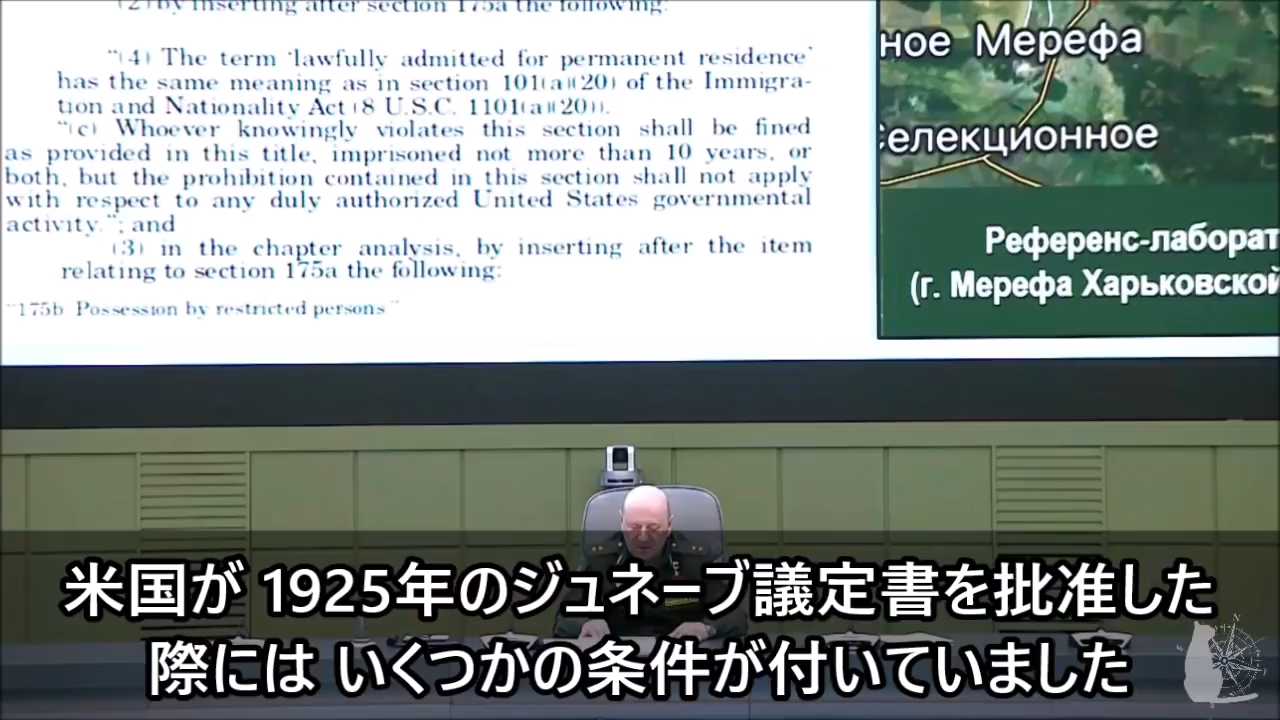 (2) by inserting after section 175a the following:
"(4) The term 'lawfully admitted for permanent residence'
has the same meaning as in section 101(a)(20) of the Immigra-
tion and Nationality Act (8 U.S.C. 1101(a)(20)).
"(c) Whoever knowingly violates this section shall be fined
as provided in this title, imprisoned not more than 10 years, or
both, but the prohibition contained in this section shall not apply
with respect to any duly authorized United States governmental
activity."; and
(3) in the chapter analysis, by inserting after the item
relating to section 175a the following:
"175b Possession by restricted persons"
ное Мерефа
Селекционное
Референс-лаборат
(г. Мерефа Харьковской
米国が 1925年のジュネーブ議定書を批准した
際には いくつかの条件が付いていました